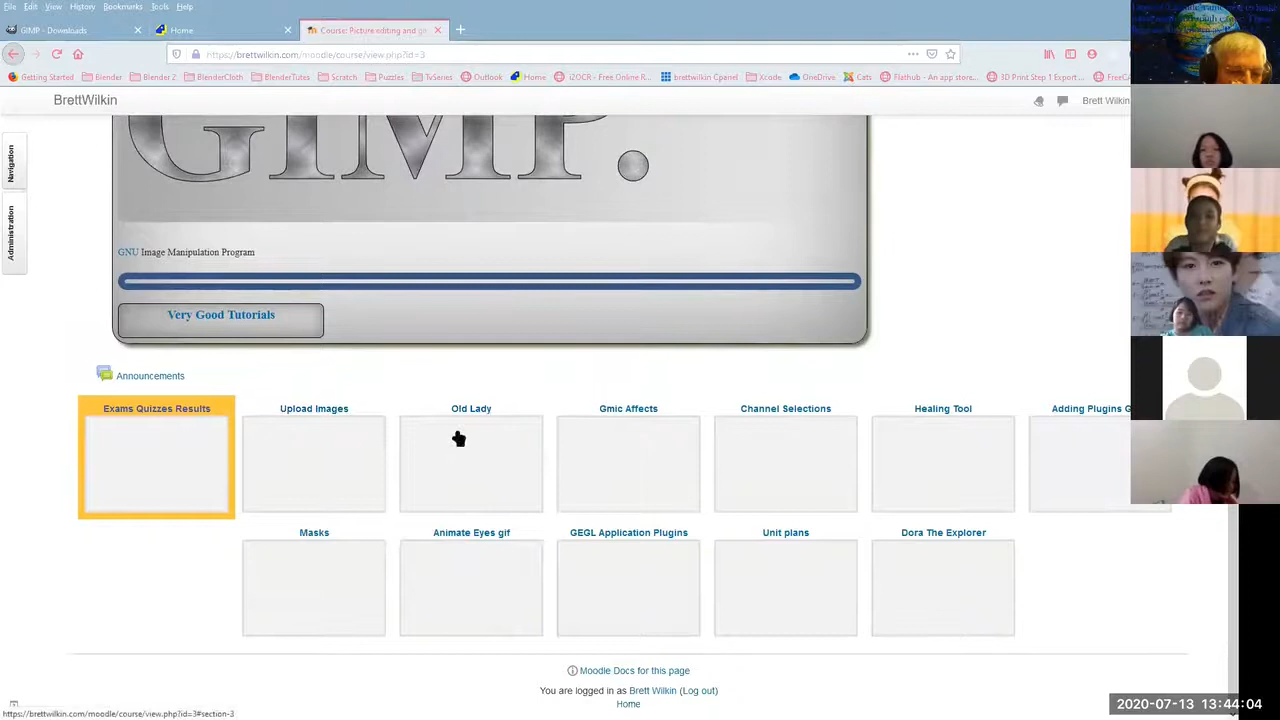 File Edit View History Bookmarks Tools Help
GIMP - Downloads
Home
Course: Picture editing and gi
https://brettwilkin.com/moodle/course/view.php?id=3
Getting Started Blender Blender 2 BlenderCloth BlenderTutes Scratch Puzzles TvSeries Home i2OCR - Free Online R... brettwilkin Cpanel OneDrive Cats Flathub - An app store... 3D Print Step 1 Export...
BrettWilkin
Brett Wilkin
Navigation
Administration
GIMP.
GNU Image Manipulation Program
Very Good Tutorials
Announcements
Exams Quizzes Results
Upload Images
Old Lady
Gmic Affects
Channel Selections
Healing Tool
Adding Plugins G
Masks
Animate Eyes gif
GEGL Application Plugins
Unit plans
Dora The Explorer
Moodle Docs for this page
You are logged in as Brett Wilkin (Log out)
Home
https://brettwilkin.com/moodle/course/view.php?id=3#section-3
2020-07-13 13:44:04